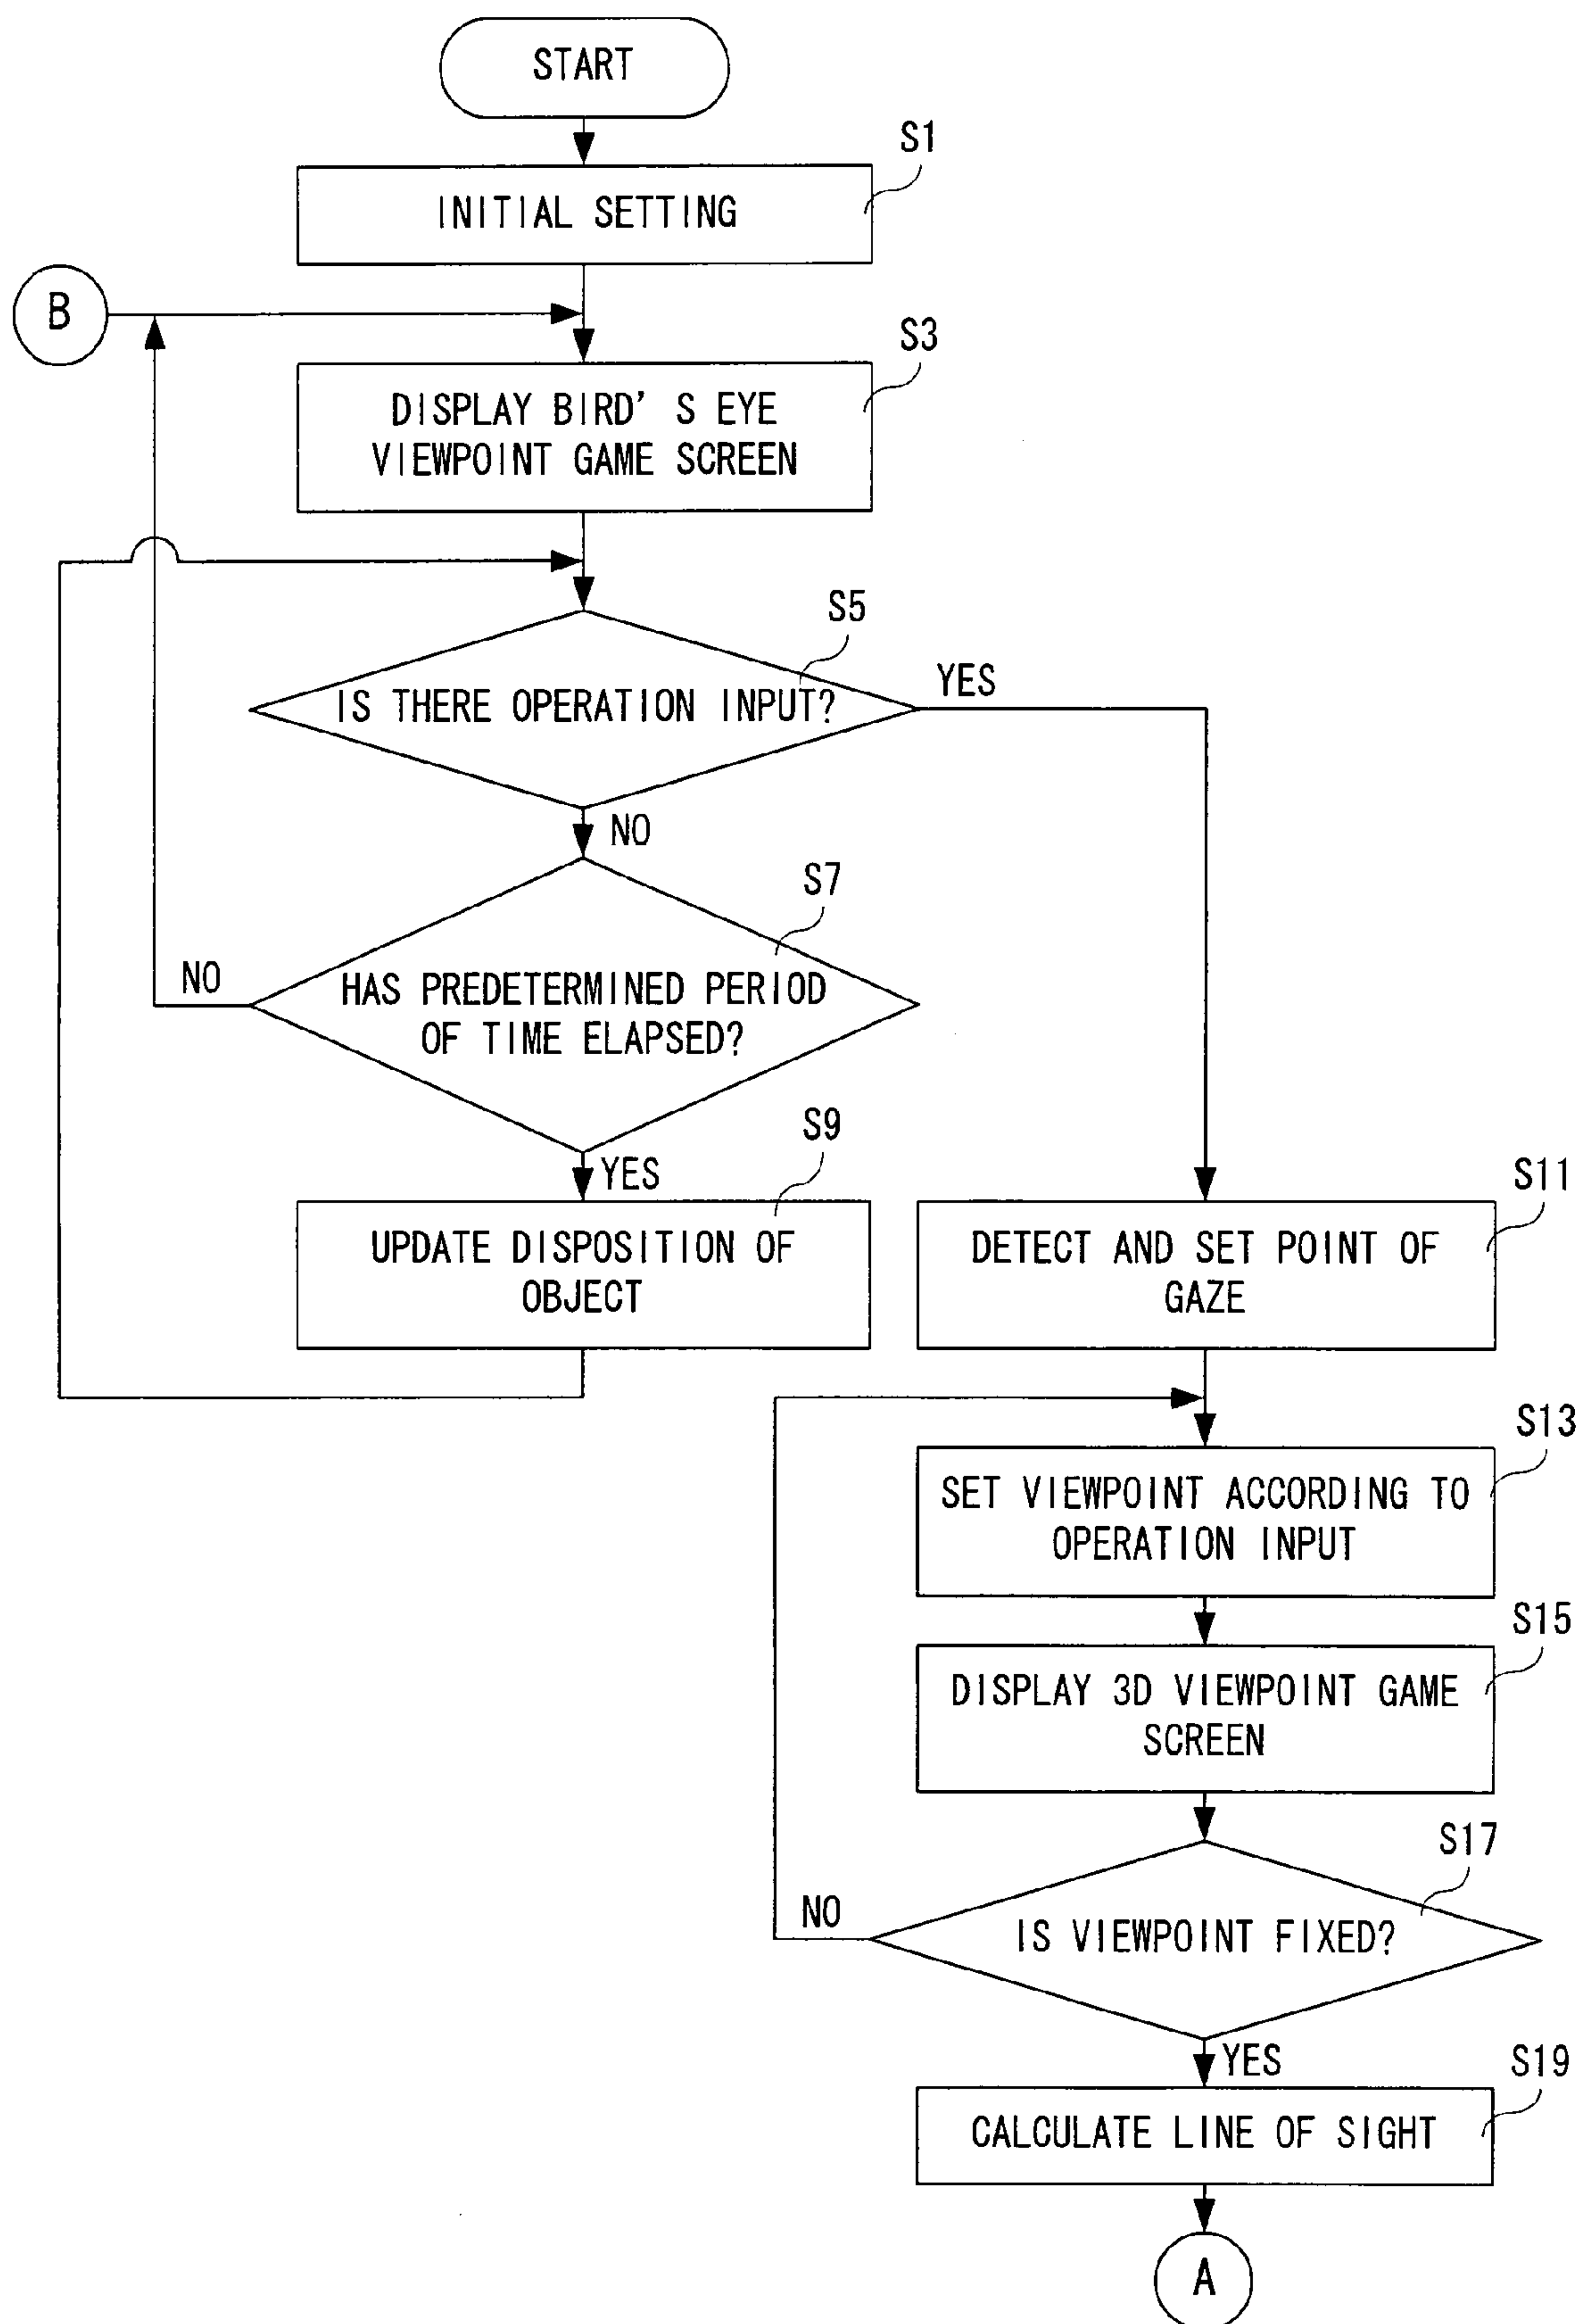 START
S1
INITIAL SETTING
B
S3
DISPLAY BIRD' S EYE
VIEWPOINT GAME SCREEN
S5
IS THERE OPERATION INPUT?
YES
NO
S7
HAS PREDETERMINED PERIOD
OF TIME ELAPSED?
NO
YES
S9
UPDATE DISPOSITION OF
OBJECT
S11
DETECT AND SET POINT OF
GAZE
S13
SET VIEWPOINT ACCORDING TO
OPERATION INPUT
S15
DISPLAY 3D VIEWPOINT GAME
SCREEN
S17
IS VIEWPOINT FIXED?
NO
YES
S19
CALCULATE LINE OF SIGHT
A